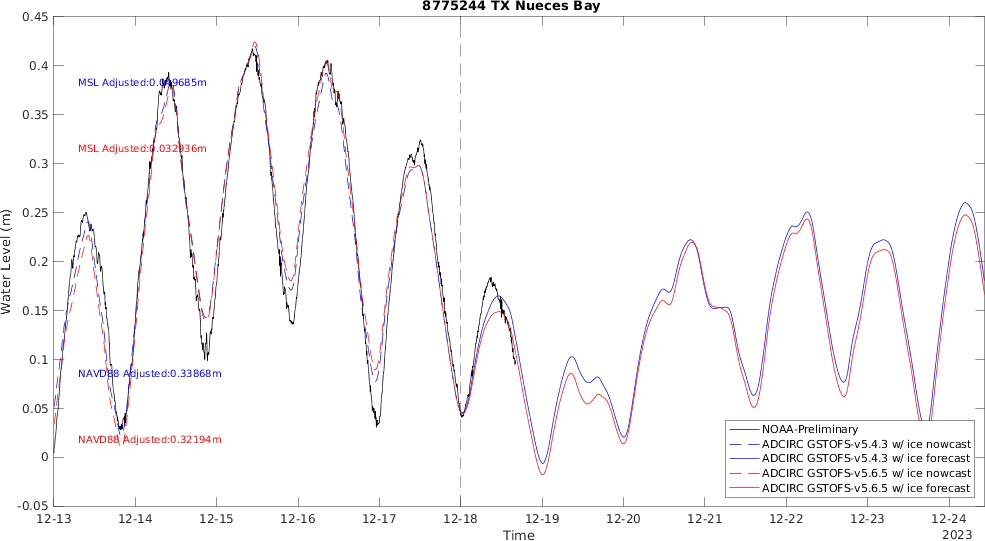 8775244 TX Nueces Bay
0.45
0.4
0.35
0.3
0.25
0.2
0.15
0.1
0.05
0
-0.05
Water Level (m)
MSL Adjusted:0.009685m
MSL Adjusted:0.032936m
NAVD88 Adjusted:0.33868m
NAVD88 Adjusted:0.32194m
NOAA-Preliminary
ADCIRC GSTOFS-v5.4.3 w/ ice nowcast
ADCIRC GSTOFS-v5.4.3 w/ ice forecast
ADCIRC GSTOFS-v5.6.5 w/ ice nowcast
ADCIRC GSTOFS-v5.6.5 w/ ice forecast
12-13 12-14 12-15 12-16 12-17 12-18 12-19 12-20 12-21 12-22 12-23 12-24
Time
2023